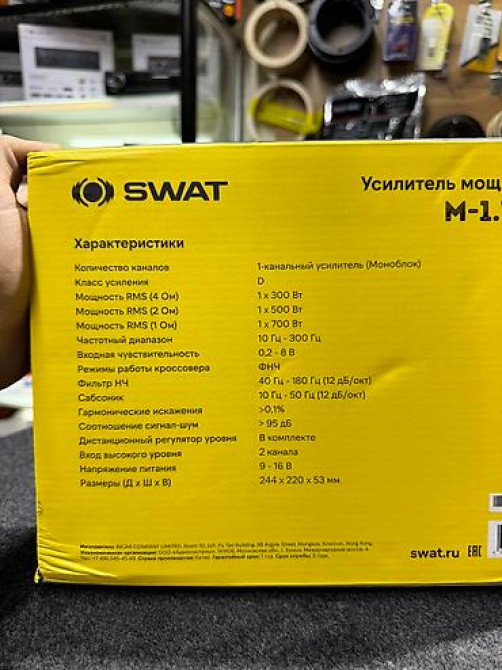 SWAT
Усилитель мощ
М-1.
Характеристики
Количество каналов 1-канальный усилитель (Моноблок)
Класс усиления D
Мощность RMS (4 Ом) 1 x 300 Вт
Мощность RMS (2 Ом) 1 x 500 Вт
Мощность RMS (1 Ом) 1 x 700 Вт
Частотный диапазон 10 Гц - 300 Гц
Входная чувствительность 0,2 - 8 В
Режимы работы кроссовера ФНЧ
Фильтр НЧ 40 Гц - 180 Гц (12 дБ/окт)
Сабсоник 10 Гц - 50 Гц (12 дБ/окт)
Гармонические искажения >0,1%
Соотношение сигнал-шум > 95 дБ
Дистанционный регулятор уровня В комплекте
Вход высокого уровня 2 канала
Напряжение питания 9 - 16 В
Размеры (Д x Ш x В) 244 x 220 x 53 мм
swat.ru EAC